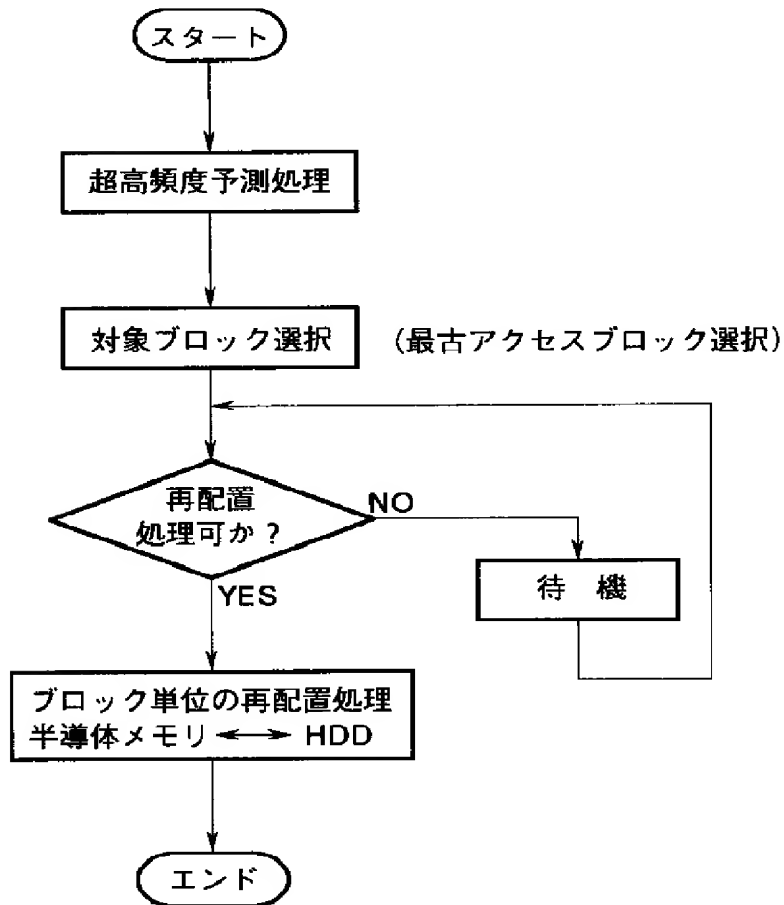 スタート
超高頻度予測処理
対象ブロック選択 (最古アクセスブロック選択)
再配置
処理可か?
NO
YES
待 機
ブロック単位の再配置処理
半導体メモリ ⟷ HDD
エンド